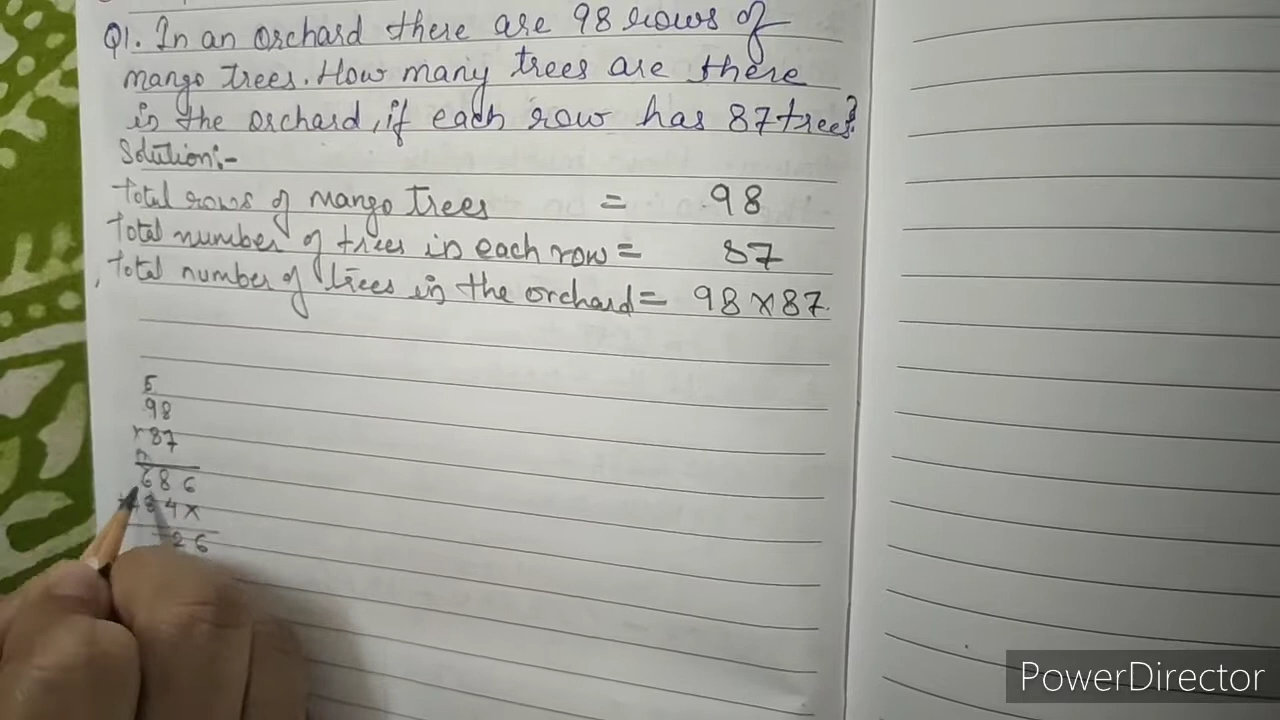 Q1. In an orchard there are 98 rows of
mango trees. How many trees are there
in the orchard, if each row has 87 trees?
Solution:-
Total rows of mango trees = 98
Total number of trees in each row = 87
Total number of trees in the orchard = 98 x 87.
5
98
x 87
686
84x
26
PowerDirector